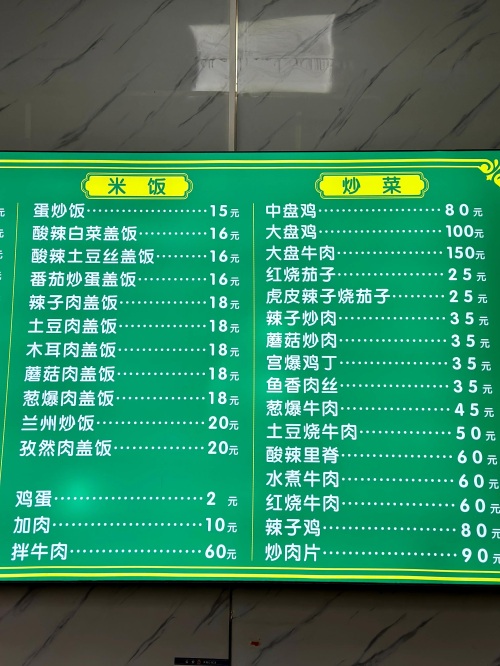 米饭
蛋炒饭 15元
酸辣白菜盖饭 16元
酸辣土豆丝盖饭 16元
番茄炒蛋盖饭 16元
辣子肉盖饭 18元
土豆肉盖饭 18元
木耳肉盖饭 18元
蘑菇肉盖饭 18元
葱爆肉盖饭 18元
兰州炒饭 20元
孜然肉盖饭 20元
鸡蛋 2 元
加肉 10元
拌牛肉 60元
炒菜
中盘鸡 80元
大盘鸡 100元
大盘牛肉 150元
红烧茄子 25元
虎皮辣子烧茄子 25元
辣子炒肉 35元
蘑菇炒肉 35元
宫爆鸡丁 35元
鱼香肉丝 35元
葱爆牛肉 45元
土豆烧牛肉 50元
酸辣里脊 60元
水煮牛肉 60元
红烧牛肉 60元
辣子鸡 80元
炒肉片 90元